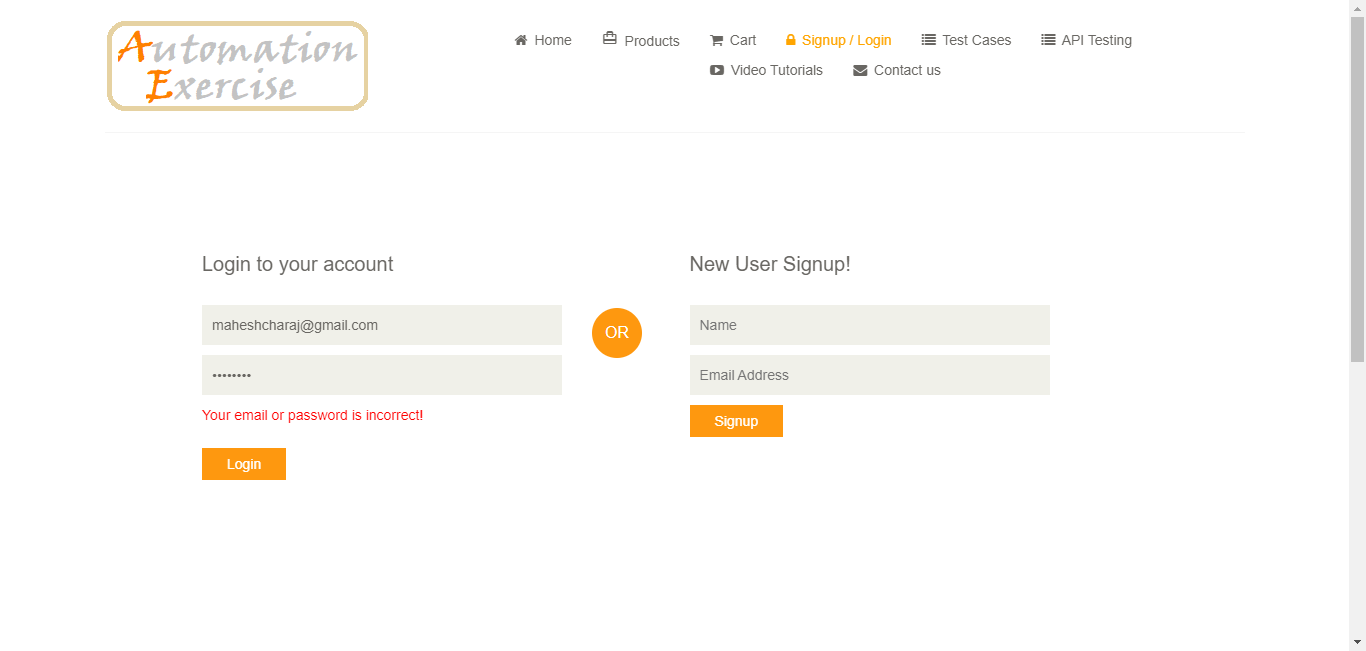 Automation
Exercise
Home Products Cart Signup / Login Test Cases API Testing
Video Tutorials Contact us
Login to your account
New User Signup!
maheshcharaj@gmail.com
OR
Name
••••••••
Email Address
Your email or password is incorrect!
Signup
Login